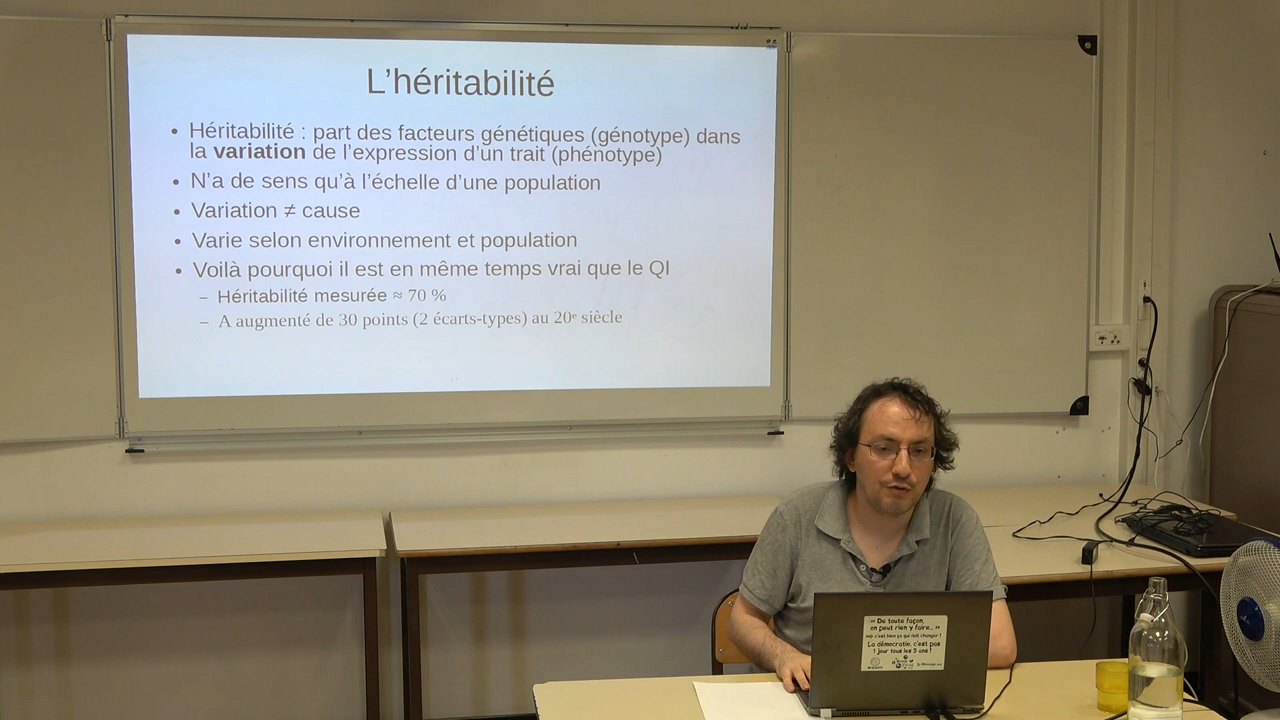 L’héritabilité
• Héritabilité : part des facteurs génétiques (génotype) dans
la variation de l’expression d’un trait (phénotype)
• N’a de sens qu’à l’échelle d’une population
• Variation ≠ cause
• Varie selon environnement et population
• Voilà pourquoi il est en même temps vrai que le QI
– Héritabilité mesurée ≈ 70 %
– A augmenté de 30 points (2 écarts-types) au 20e siècle
« De toute façon,
on peut rien y faire... »
La démocratie, c'est pas
1 jour tous les 5 ans !